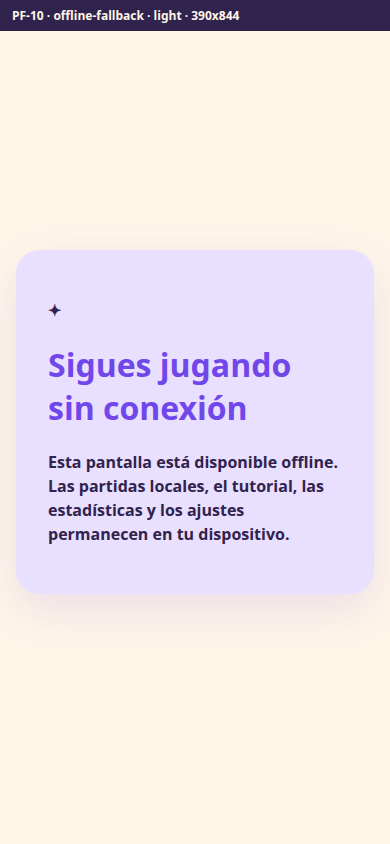 PF-10 · offline-fallback · light · 390x844
✦
Sigues jugando
sin conexión
Esta pantalla está disponible offline.
Las partidas locales, el tutorial, las
estadísticas y los ajustes
permanecen en tu dispositivo.